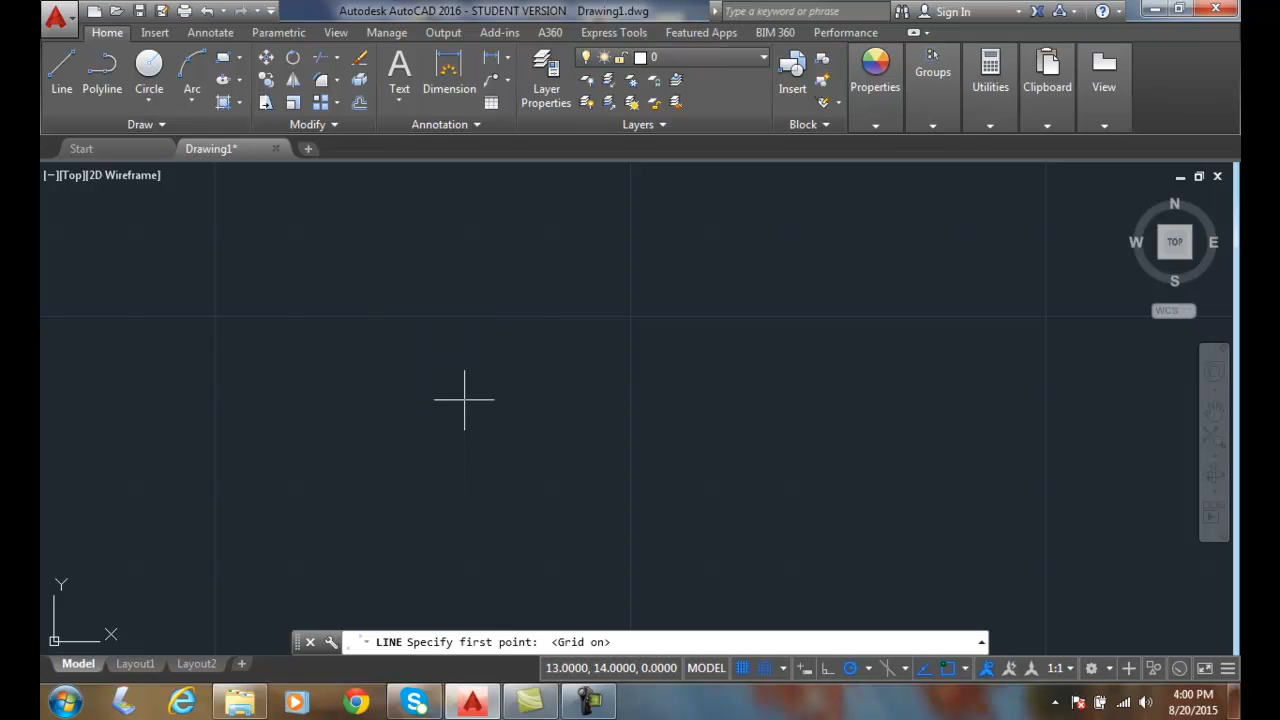 Autodesk AutoCAD 2016 - STUDENT VERSION Drawing1.dwg
Type a keyword or phrase
Sign In
Home Insert Annotate Parametric View Manage Output Add-ins A360 Express Tools Featured Apps BIM 360 Performance
Line Polyline Circle Arc
Text Dimension
Layer Properties
0
Insert
Properties
Groups
Utilities
Clipboard
View
Draw Modify Annotation Layers Block
Start Drawing1*
[−][Top][2D Wireframe]
N
W TOP E
S
WCS
Y
X
LINE Specify first point: <Grid on>
Model Layout1 Layout2
13.0000, 14.0000, 0.0000 MODEL 1:1
4:00 PM
8/20/2015